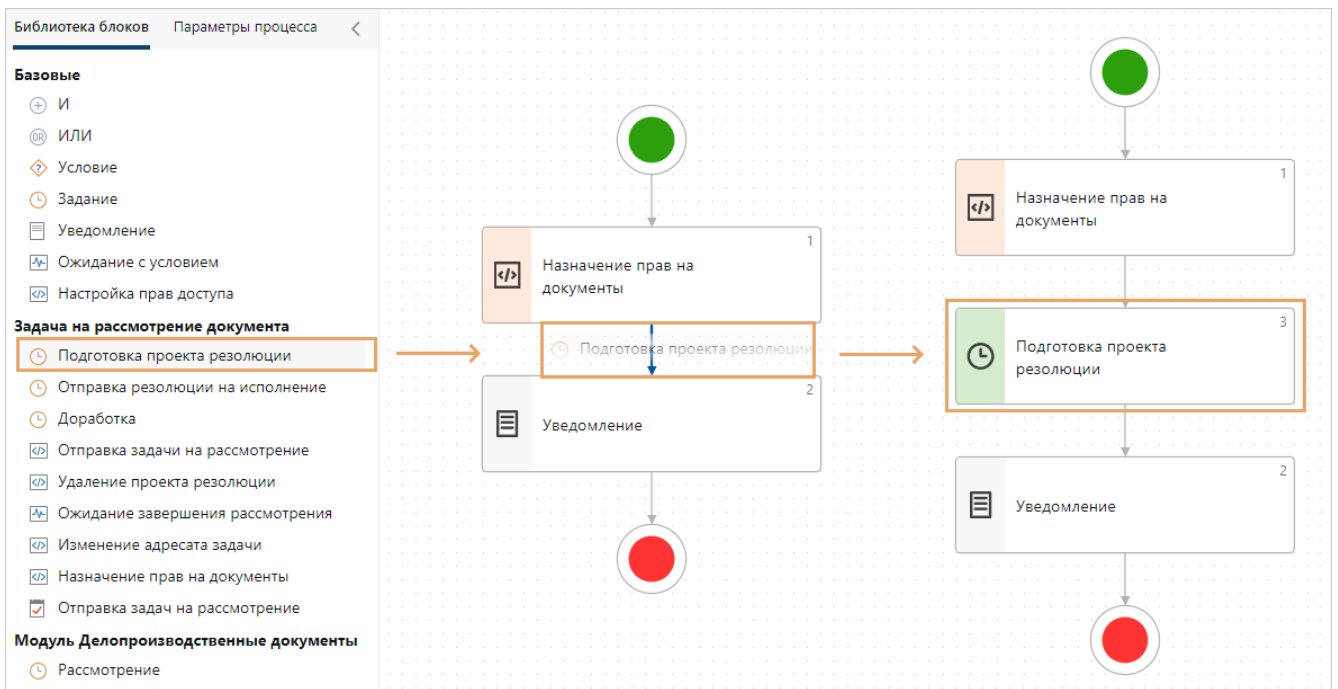 Библиотека блоков Параметры процесса
Базовые
И
OR ИЛИ
? Условие
Задание
Уведомление
Ожидание с условием
</> Настройка прав доступа
Задача на рассмотрение документа
Подготовка проекта резолюции
Отправка резолюции на исполнение
Доработка
</> Отправка задачи на рассмотрение
</> Удаление проекта резолюции
Ожидание завершения рассмотрения
</> Изменение адресата задачи
</> Назначение прав на документы
Отправка задач на рассмотрение
Модуль Делопроизводственные документы
Рассмотрение
1
</> Назначение прав на
документы
Подготовка проекта резолюции
2
Уведомление
1
</> Назначение прав на
документы
3
Подготовка проекта
резолюции
2
Уведомление